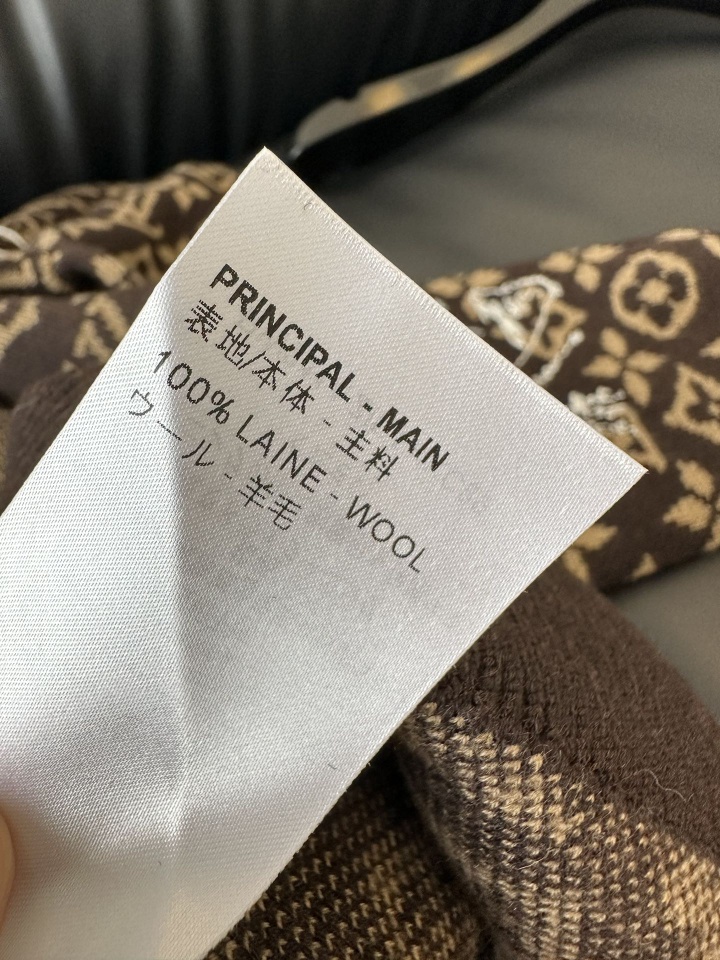 PRINCIPAL - MAIN
表地/本体 - 主料
100% LAINE - WOOL
ウール - 羊毛